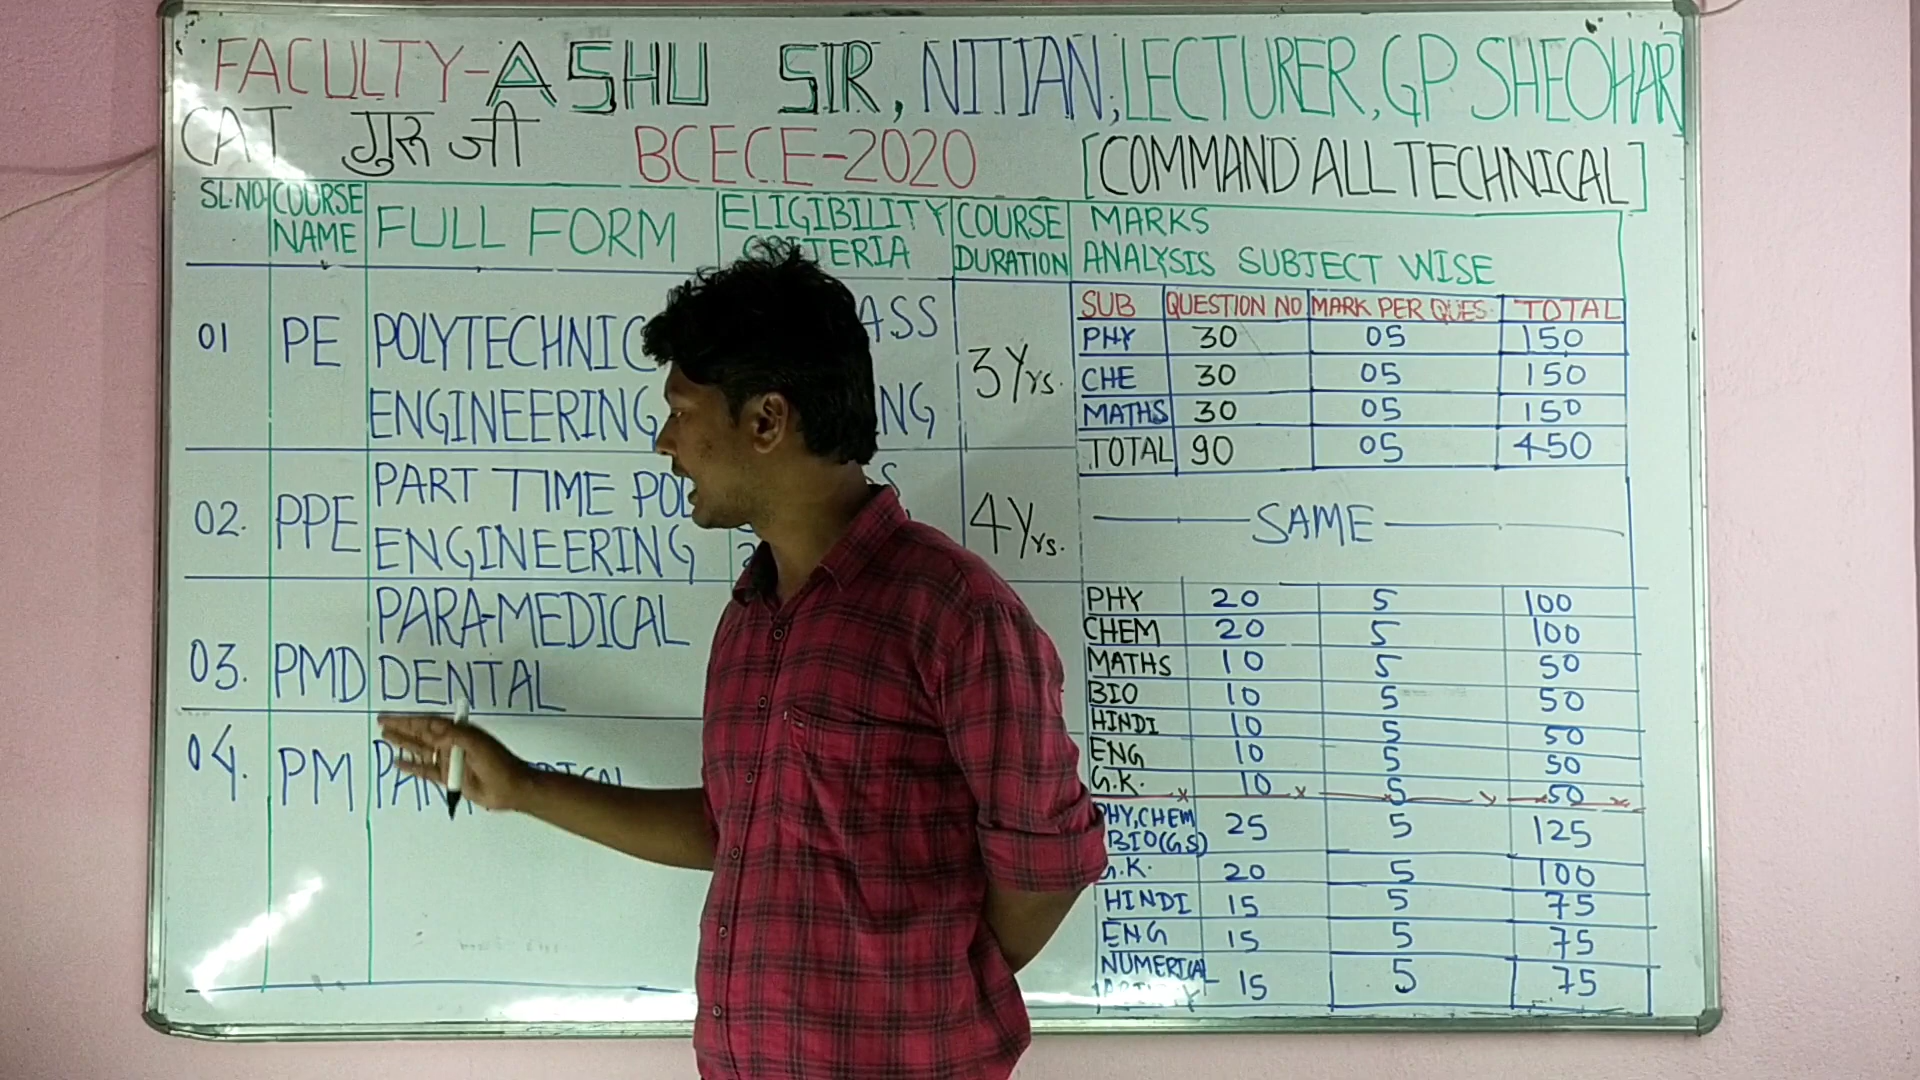 FACULTY-ASHU SIR, NITIAN, LECTURER, GP SHEOHAR
CAT गुरू जी BCECE-2020 [COMMAND ALL TECHNICAL]
SL.NO. COURSE NAME FULL FORM ELIGIBILITY CRITERIA COURSE DURATION MARKS ANALYSIS SUBJECT WISE
01 PE POLYTECHNIC ENGINEERING 3Yrs.
SUB QUESTION NO MARK PER QUES. TOTAL
PHY 30 05 150
CHE 30 05 150
MATHS 30 05 150
TOTAL 90 05 450
02. PPE PART TIME ENGINEERING 4Yrs. SAME
03. PMD PARA-MEDICAL DENTAL
PHY 20 5 100
CHEM 20 5 100
MATHS 10 5 50
BIO 10 5 50
HINDI 10 5 50
ENG 10 5 50
G.K. 10 5 50
04. PM
PHY,CHEM BIO(G.S) 25 5 125
G.K. 20 5 100
HINDI 15 5 75
ENG 15 5 75
NUMERICAL 15 5 75